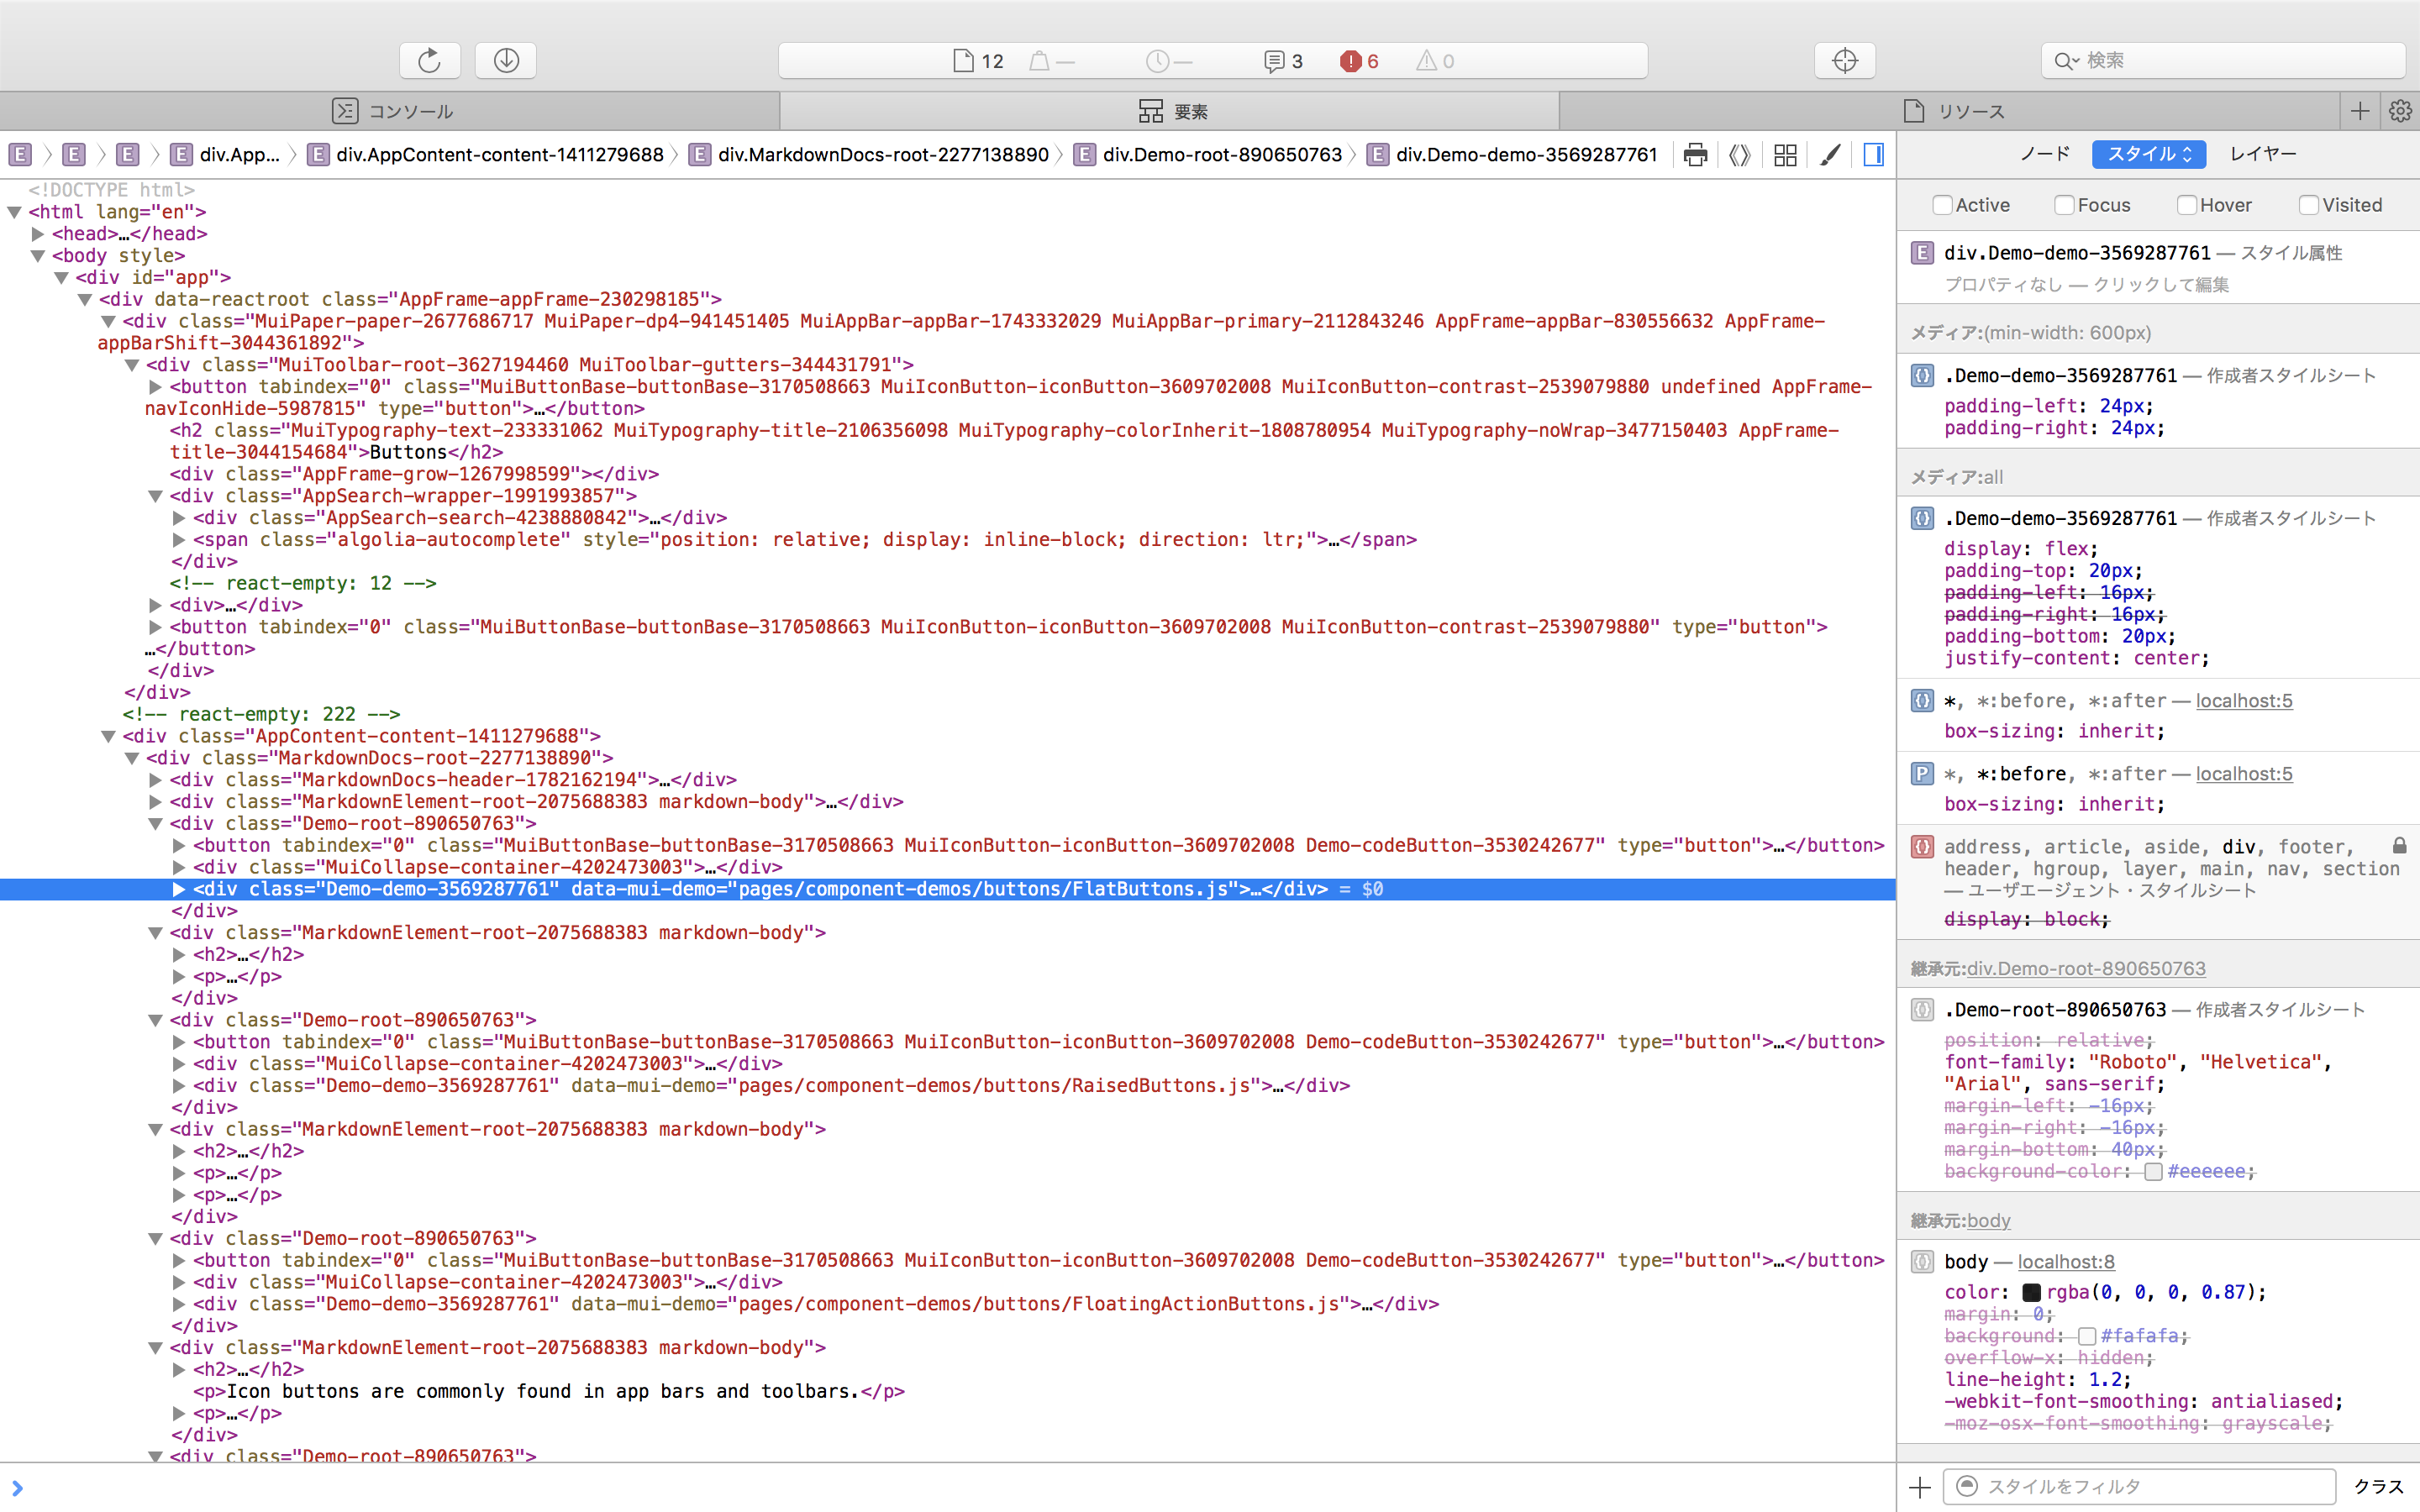 12 — — 3 6 0 検索
コンソール 要素 リソース
E E E E div.App... E div.AppContent-content-1411279688 E div.MarkdownDocs-root-2277138890 E div.Demo-root-890650763 E div.Demo-demo-3569287761
<!DOCTYPE html>
<html lang="en">
<head>…</head>
<body style>
<div id="app">
<div data-reactroot class="AppFrame-appFrame-230298185">
<div class="MuiPaper-paper-2677686717 MuiPaper-dp4-941451405 MuiAppBar-appBar-1743332029 MuiAppBar-primary-2112843246 AppFrame-appBar-830556632 AppFrame-
appBarShift-3044361892">
<div class="MuiToolbar-root-3627194460 MuiToolbar-gutters-344431791">
<button tabindex="0" class="MuiButtonBase-buttonBase-3170508663 MuiIconButton-iconButton-3609702008 MuiIconButton-contrast-2539079880 undefined AppFrame-
navIconHide-5987815" type="button">…</button>
<h2 class="MuiTypography-text-233331062 MuiTypography-title-2106356098 MuiTypography-colorInherit-1808780954 MuiTypography-noWrap-3477150403 AppFrame-
title-3044154684">Buttons</h2>
<div class="AppFrame-grow-1267998599"></div>
<div class="AppSearch-wrapper-1991993857">
<div class="AppSearch-search-4238880842">…</div>
<span class="algolia-autocomplete" style="position: relative; display: inline-block; direction: ltr;">…</span>
</div>
<!-- react-empty: 12 -->
<div>…</div>
<button tabindex="0" class="MuiButtonBase-buttonBase-3170508663 MuiIconButton-iconButton-3609702008 MuiIconButton-contrast-2539079880" type="button">
…</button>
</div>
</div>
<!-- react-empty: 222 -->
<div class="AppContent-content-1411279688">
<div class="MarkdownDocs-root-2277138890">
<div class="MarkdownDocs-header-1782162194">…</div>
<div class="MarkdownElement-root-2075688383 markdown-body">…</div>
<div class="Demo-root-890650763">
<button tabindex="0" class="MuiButtonBase-buttonBase-3170508663 MuiIconButton-iconButton-3609702008 Demo-codeButton-3530242677" type="button">…</button>
<div class="MuiCollapse-container-4202473003">…</div>
<div class="Demo-demo-3569287761" data-mui-demo="pages/component-demos/buttons/FlatButtons.js">…</div> = $0
</div>
<div class="MarkdownElement-root-2075688383 markdown-body">
<h2>…</h2>
<p>…</p>
</div>
<div class="Demo-root-890650763">
<button tabindex="0" class="MuiButtonBase-buttonBase-3170508663 MuiIconButton-iconButton-3609702008 Demo-codeButton-3530242677" type="button">…</button>
<div class="MuiCollapse-container-4202473003">…</div>
<div class="Demo-demo-3569287761" data-mui-demo="pages/component-demos/buttons/RaisedButtons.js">…</div>
</div>
<div class="MarkdownElement-root-2075688383 markdown-body">
<h2>…</h2>
<p>…</p>
<p>…</p>
</div>
<div class="Demo-root-890650763">
<button tabindex="0" class="MuiButtonBase-buttonBase-3170508663 MuiIconButton-iconButton-3609702008 Demo-codeButton-3530242677" type="button">…</button>
<div class="MuiCollapse-container-4202473003">…</div>
<div class="Demo-demo-3569287761" data-mui-demo="pages/component-demos/buttons/FloatingActionButtons.js">…</div>
</div>
<div class="MarkdownElement-root-2075688383 markdown-body">
<h2>…</h2>
<p>Icon buttons are commonly found in app bars and toolbars.</p>
<p>…</p>
</div>
<div class="Demo-root-890650763">
ノード スタイル レイヤー
Active Focus Hover Visited
E div.Demo-demo-3569287761 — スタイル属性
プロパティなし — クリックして編集
メディア:(min-width: 600px)
{} .Demo-demo-3569287761 — 作成者スタイルシート
padding-left: 24px;
padding-right: 24px;
メディア:all
{} .Demo-demo-3569287761 — 作成者スタイルシート
display: flex;
padding-top: 20px;
padding-left: 16px;
padding-right: 16px;
padding-bottom: 20px;
justify-content: center;
{} *, *:before, *:after — localhost:5
box-sizing: inherit;
P *, *:before, *:after — localhost:5
box-sizing: inherit;
{} address, article, aside, div, footer,
header, hgroup, layer, main, nav, section
— ユーザエージェント・スタイルシート
display: block;
継承元:div.Demo-root-890650763
{} .Demo-root-890650763 — 作成者スタイルシート
position: relative;
font-family: "Roboto", "Helvetica",
"Arial", sans-serif;
margin-left: -16px;
margin-right: -16px;
margin-bottom: 40px;
background-color: #eeeeee;
継承元:body
{} body — localhost:8
color: rgba(0, 0, 0, 0.87);
margin: 0;
background: #fafafa;
overflow-x: hidden;
line-height: 1.2;
-webkit-font-smoothing: antialiased;
-moz-osx-font-smoothing: grayscale;
スタイルをフィルタ クラス